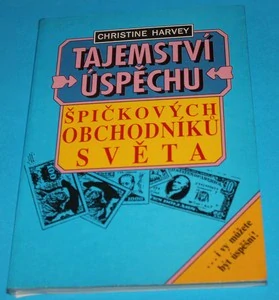 CHRISTINE HARVEY
TAJEMSTVÍ
ÚSPĚCHU
ŠPIČKOVÝCH
OBCHODNÍKŮ
SVĚTA
...i vy můžete
být úspěšní!